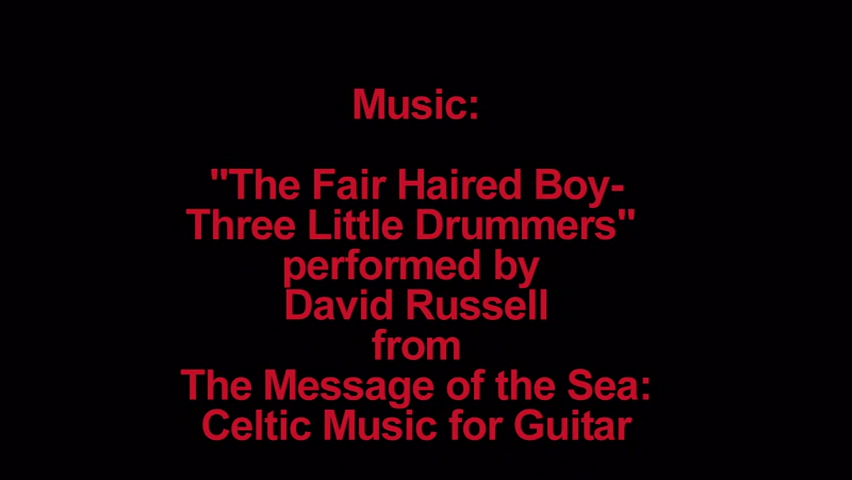 Music:
"The Fair Haired Boy-
Three Little Drummers"
performed by
David Russell
from
The Message of the Sea:
Celtic Music for Guitar